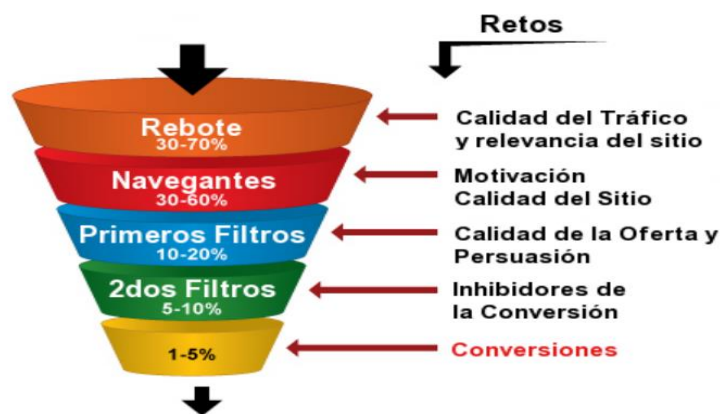 Retos
Rebote
30-70%
Calidad del Tráfico
y relevancia del sitio
Navegantes
30-60%
Motivación
Calidad del Sitio
Primeros Filtros
10-20%
Calidad de la Oferta y
Persuasión
2dos Filtros
5-10%
Inhibidores de
la Conversión
1-5%
Conversiones